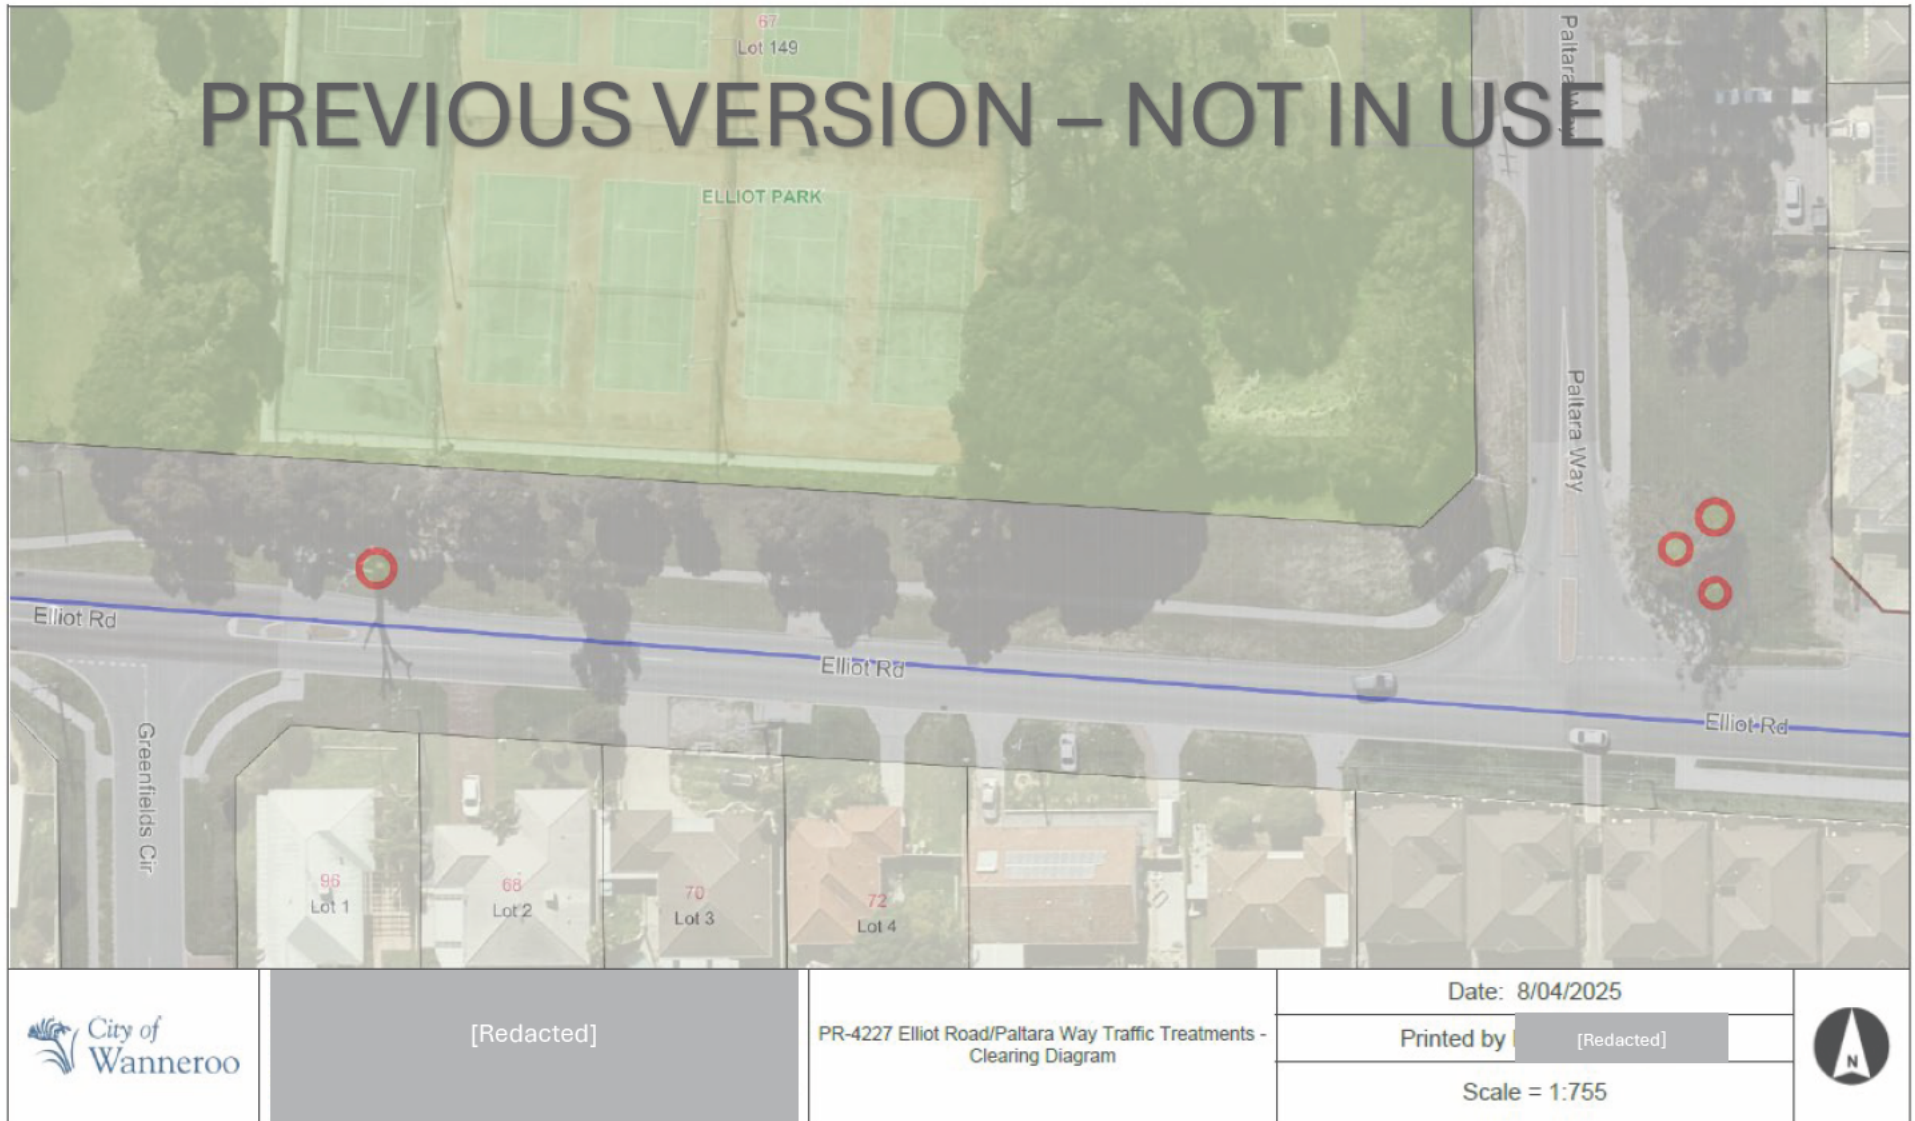 67
Lot 149
Paltara Way
PREVIOUS VERSION – NOT IN USE
ELLIOT PARK
Paltara Way
Elliot Rd
Elliot Rd
Elliot Rd
Greenfields Cir
96
Lot 1
68
Lot 2
70
Lot 3
72
Lot 4
City of
Wanneroo
[Redacted]
PR-4227 Elliot Road/Paltara Way Traffic Treatments -
Clearing Diagram
Date: 8/04/2025
Printed by
[Redacted]
Scale = 1:755
N